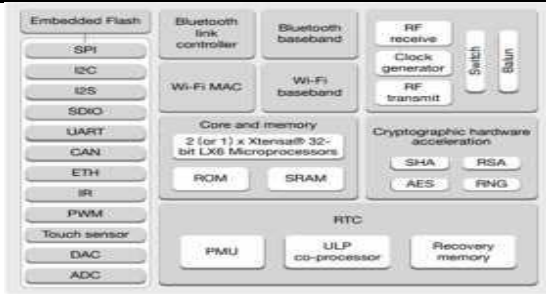 Embedded Flash
SPI
I2C
I2S
SDIO
UART
CAN
ETH
IR
PWM
Touch sensor
DAC
ADC
Bluetooth
link
controller
Bluetooth
baseband
Wi-Fi MAC
Wi-Fi
baseband
RF
receive
Clock
generator
RF
transmit
Switch
Balun
Core and memory
2 (or 1) x Xtensa® 32-
bit LX6 Microprocessors
ROM
SRAM
Cryptographic hardware
acceleration
SHA
RSA
AES
RNG
RTC
PMU
ULP
co-processor
Recovery
memory